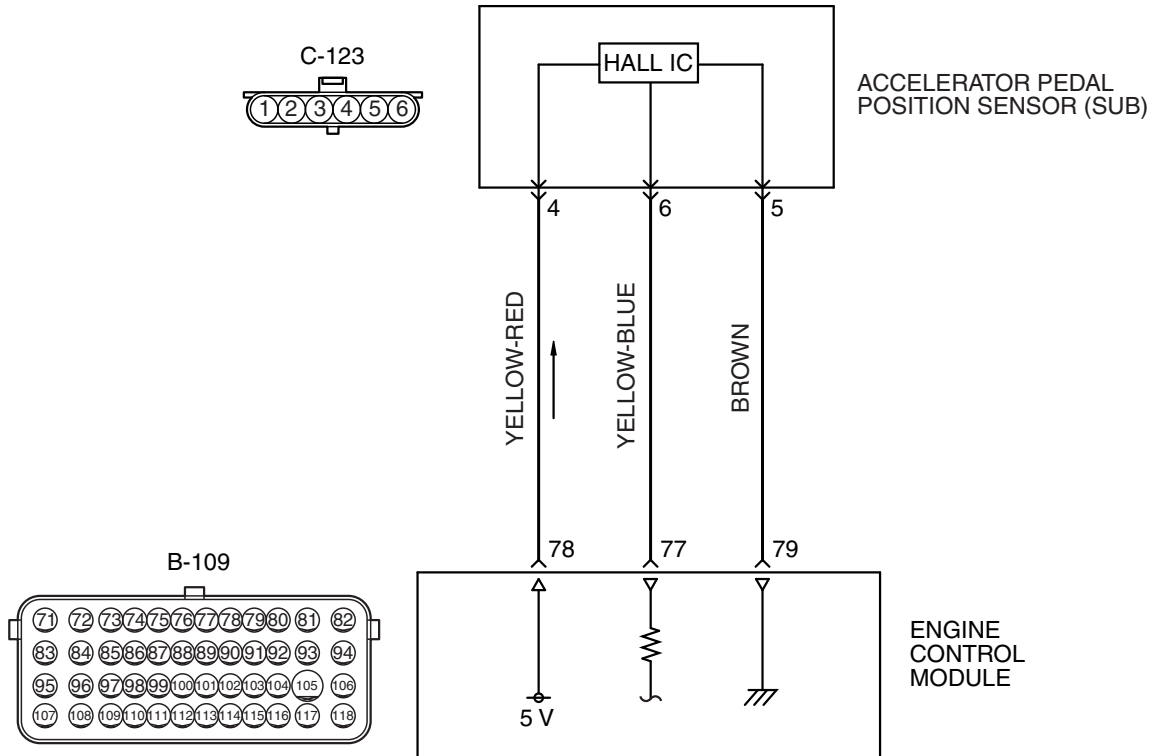 C-123
1 2 3 4 5 6
HALL IC
ACCELERATOR PEDAL
POSITION SENSOR (SUB)
4 6 5
YELLOW-RED
YELLOW-BLUE
BROWN
78 77 79
B-109
71 72 73 74 75 76 77 78 79 80 81 82
83 84 85 86 87 88 89 90 91 92 93 94
95 96 97 98 99 100 101 102 103 104 105 106
107 108 109 110 111 112 113 114 115 116 117 118
5 V
ENGINE
CONTROL
MODULE